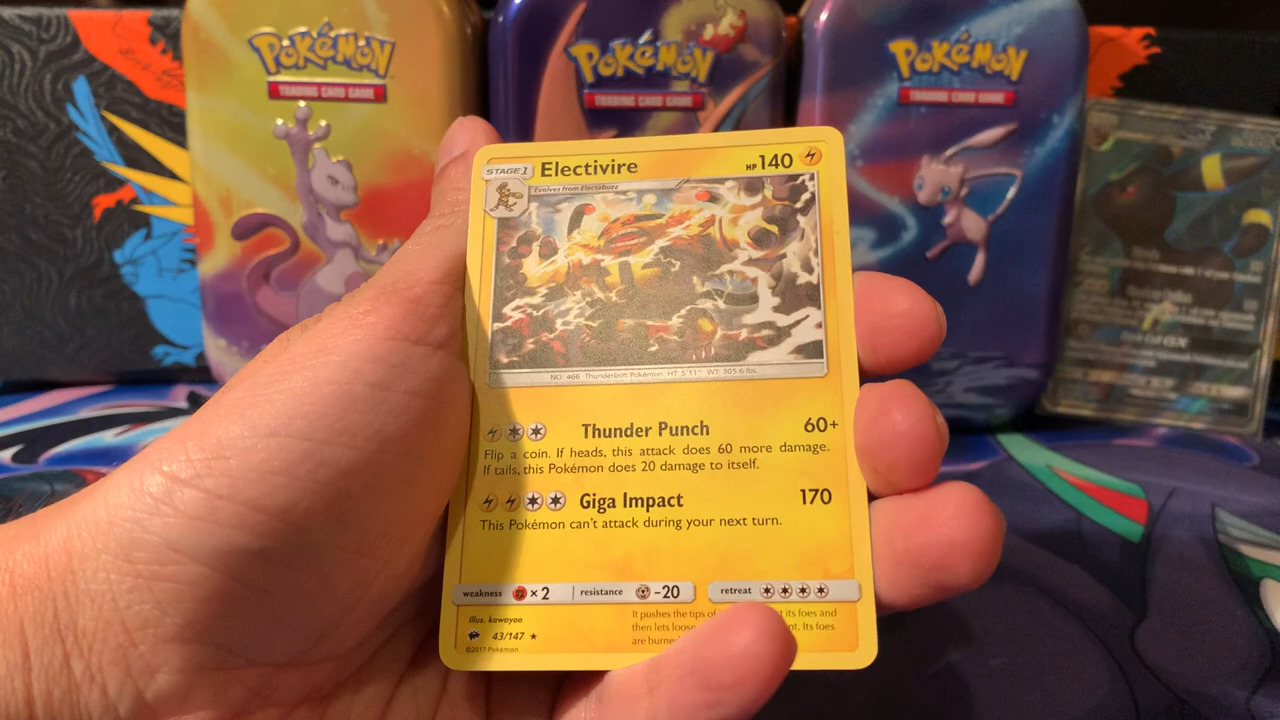 POKéMON
TRADING CARD GAME
POKéMON
TRADING CARD GAME
POKéMON
TRADING CARD GAME
STAGE 1
Electivire
HP 140
Evolves from Electabuzz
NO. 466 Thunderbolt Pokémon HT: 5'11" WT: 305.6 lbs.
Thunder Punch 60+
Flip a coin. If heads, this attack does 60 more damage.
If tails, this Pokémon does 20 damage to itself.
Giga Impact 170
This Pokémon can't attack during your next turn.
weakness ×2 resistance -20 retreat
Illus. kawayoo
43/147
©2017 Pokémon
It pushes the tips of its foes and
then lets loose Its foes
are burned
GX